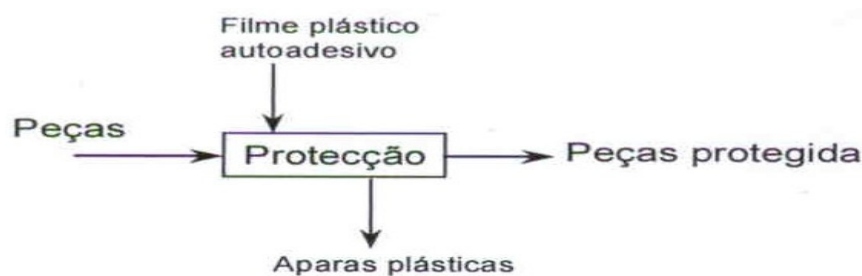 Filme plástico
autoadesivo
Peças
Protecção
Peças protegida
Aparas plásticas